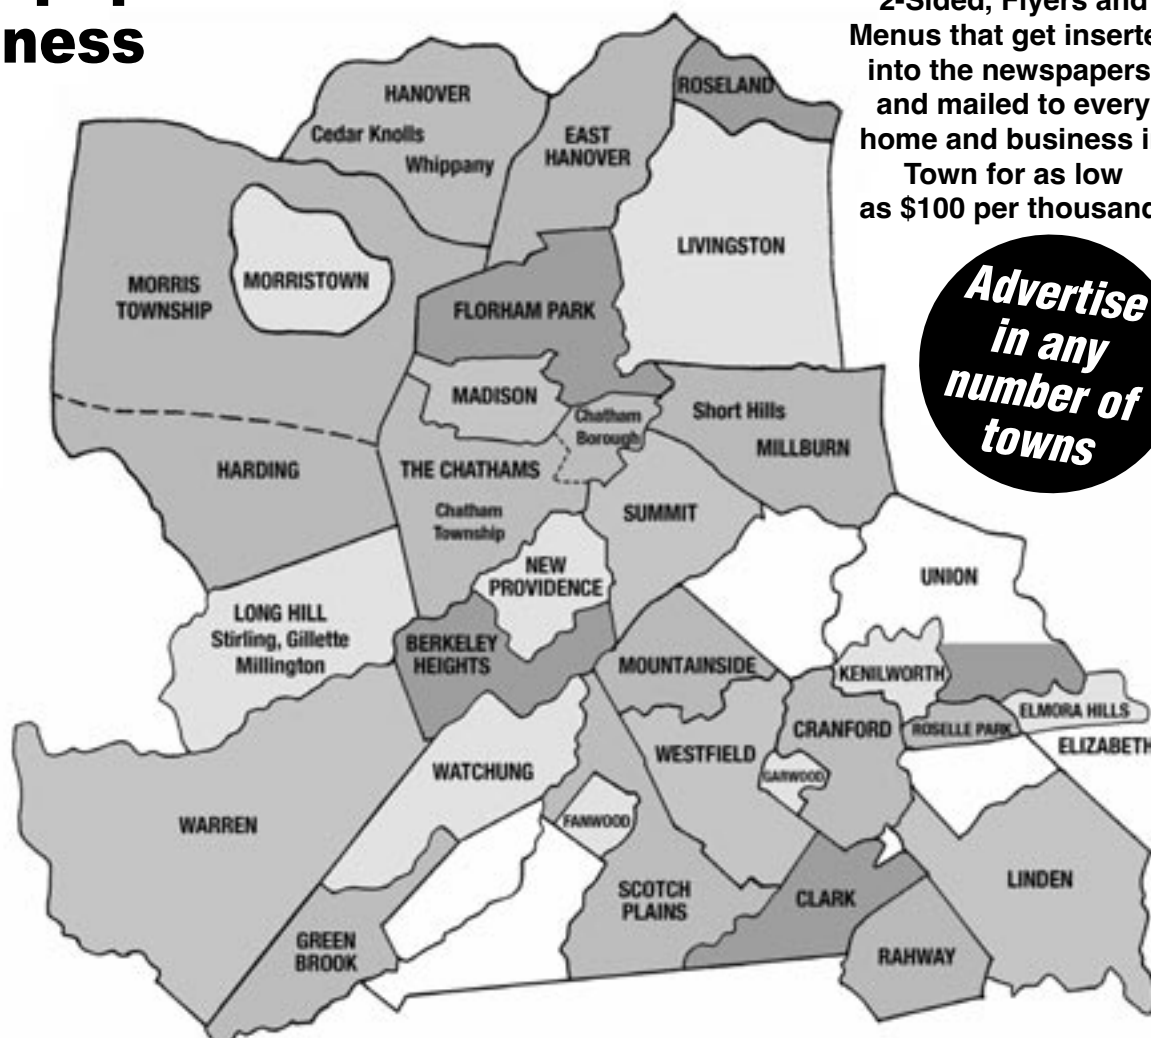 ness
2-Sided, Flyers and
Menus that get inserte
into the newspapers
and mailed to every
home and business i
Town for as low
as $100 per thousand
Advertise
in any
number of
towns
HANOVER
Cedar Knolls
Whippany
EAST
HANOVER
ROSELAND
LIVINGSTON
MORRIS
TOWNSHIP
MORRISTOWN
FLORHAM PARK
MADISON
Chatham
Borough
Short Hills
MILLBURN
HARDING
THE CHATHAMS
Chatham
Township
SUMMIT
NEW
PROVIDENCE
UNION
LONG HILL
Stirling, Gillette
Millington
BERKELEY
HEIGHTS
MOUNTAINSIDE
KENILWORTH
ELMORA HILLS
ROSELLE PARK
CRANFORD
ELIZABETH
WESTFIELD
GARWOOD
WATCHUNG
WARREN
FANWOOD
SCOTCH
PLAINS
CLARK
LINDEN
GREEN
BROOK
RAHWAY